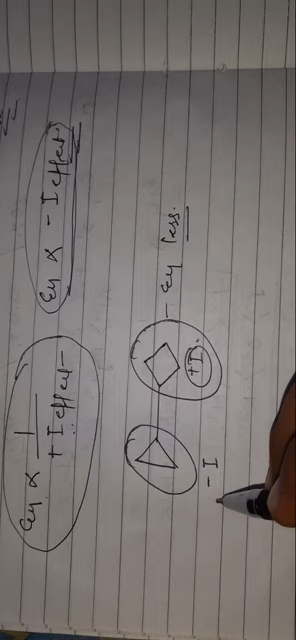 En α 1
+ I effect
En α - I effect
- En less.
+I.
- I